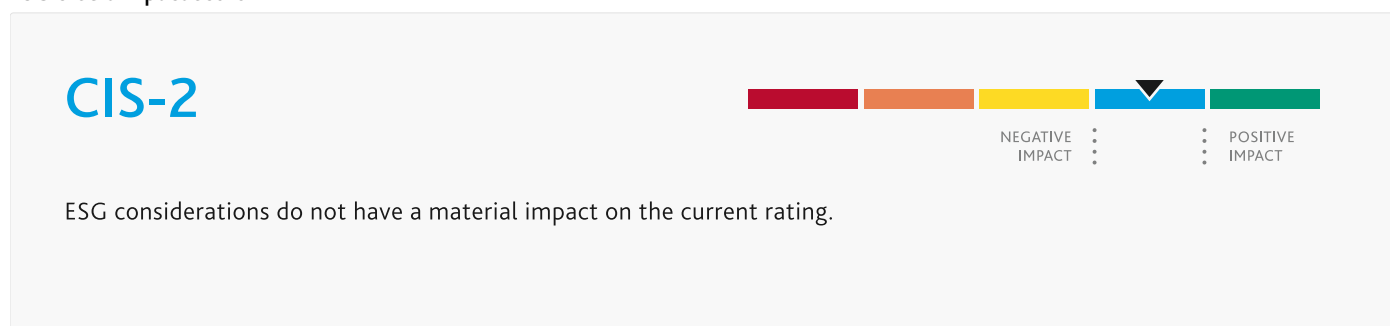 CIS-2
NEGATIVE
IMPACT
POSITIVE
IMPACT
ESG considerations do not have a material impact on the current rating.